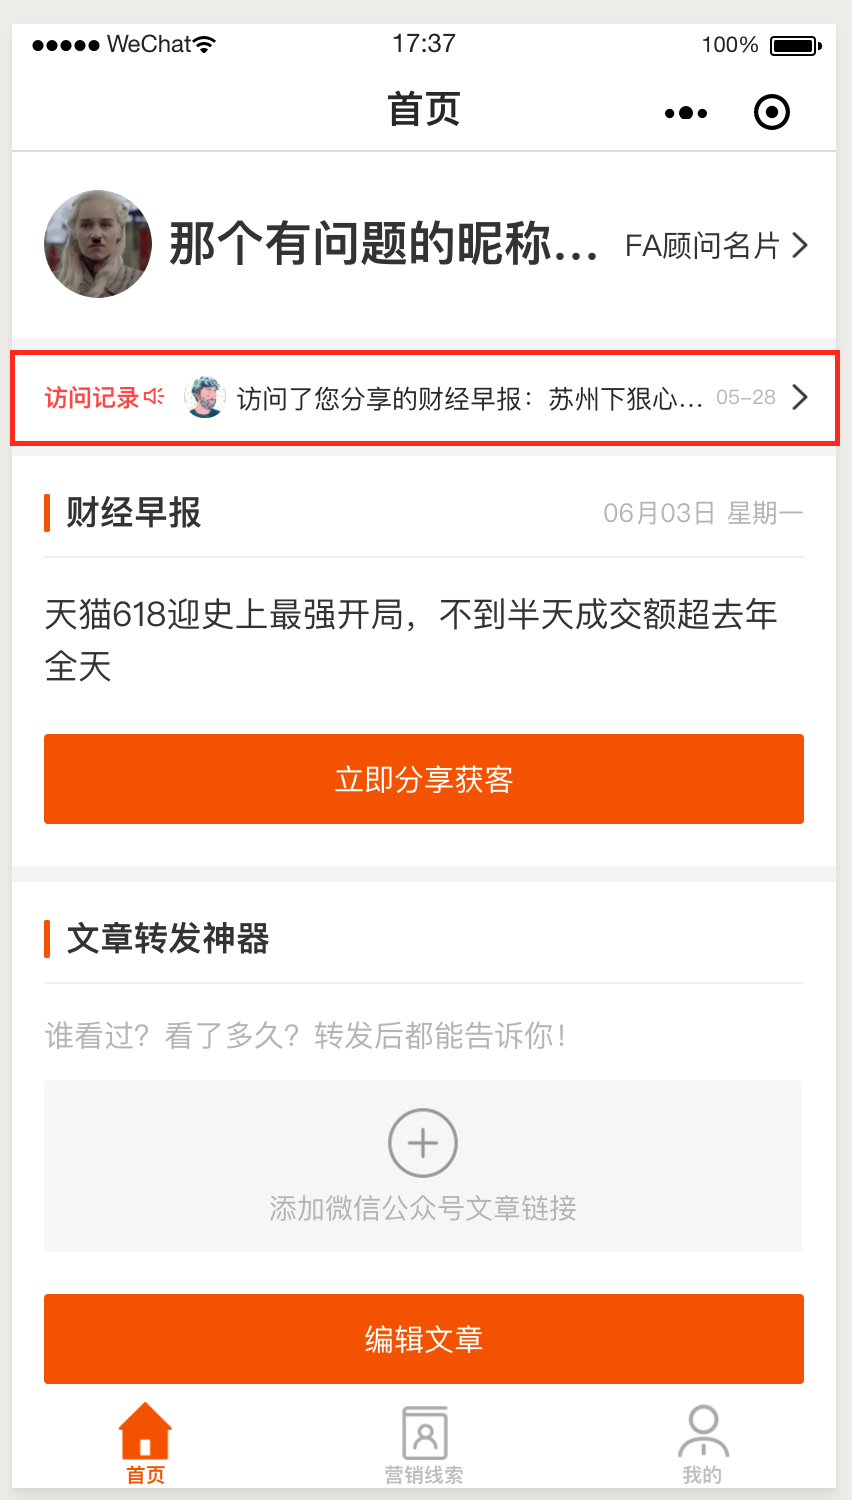 WeChat 17:37 100%
首页
那个有问题的昵称... FA顾问名片
访问记录 访问了您分享的财经早报：苏州下狠心... 05-28
财经早报 06月03日 星期一
天猫618迎史上最强开局，不到半天成交额超去年
全天
立即分享获客
文章转发神器
谁看过？看了多久？转发后都能告诉你！
添加微信公众号文章链接
编辑文章
首页 营销线索 我的